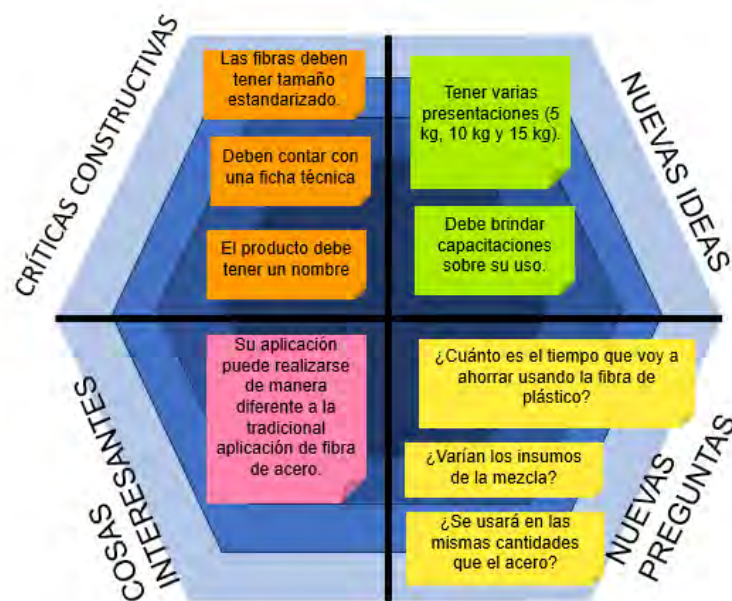 CRÍTICAS CONSTRUCTIVAS
Las fibras deben
tener tamaño
estandarizado.
Deben contar con
una ficha técnica
El producto debe
tener un nombre
NUEVAS IDEAS
Tener varias
presentaciones (5
kg, 10 kg y 15 kg).
Debe brindar
capacitaciones
sobre su uso.
COSAS
INTERESANTES
Su aplicación
puede realizarse
de manera
diferente a la
tradicional
aplicación de fibra
de acero.
NUEVAS
PREGUNTAS
¿Cuánto es el tiempo que voy a
ahorrar usando la fibra de
plástico?
¿Varían los insumos
de la mezcla?
¿Se usará en las
mismas cantidades
que el acero?